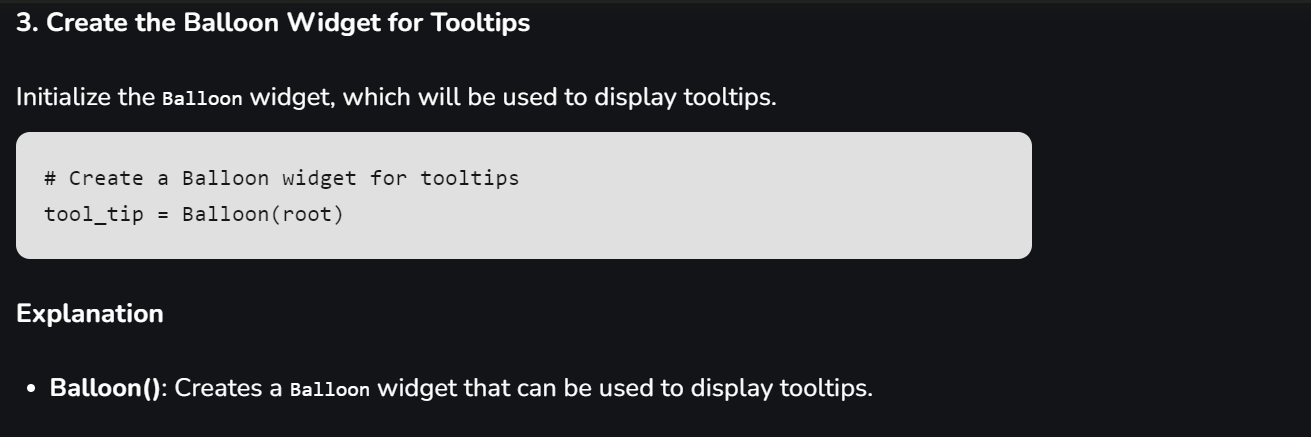 3. Create the Balloon Widget for Tooltips
Initialize the Balloon widget, which will be used to display tooltips.
# Create a Balloon widget for tooltips
tool_tip = Balloon(root)
Explanation
• Balloon(): Creates a Balloon widget that can be used to display tooltips.